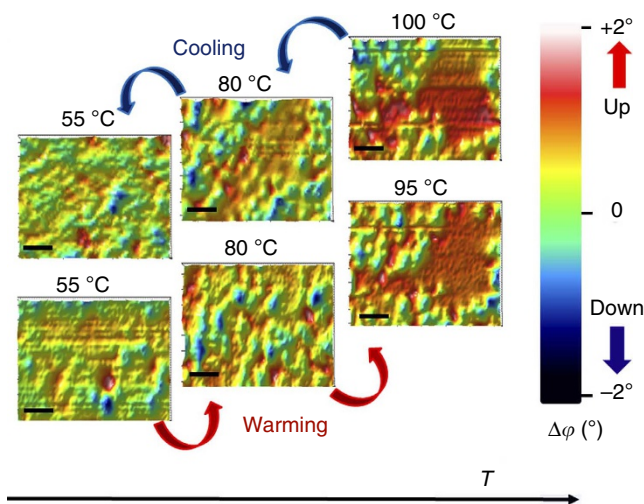 100 °C
+2°
Cooling
80 °C
Up
55 °C
95 °C
0
80 °C
55 °C
Down
Warming
–2°
Δφ (°)
T